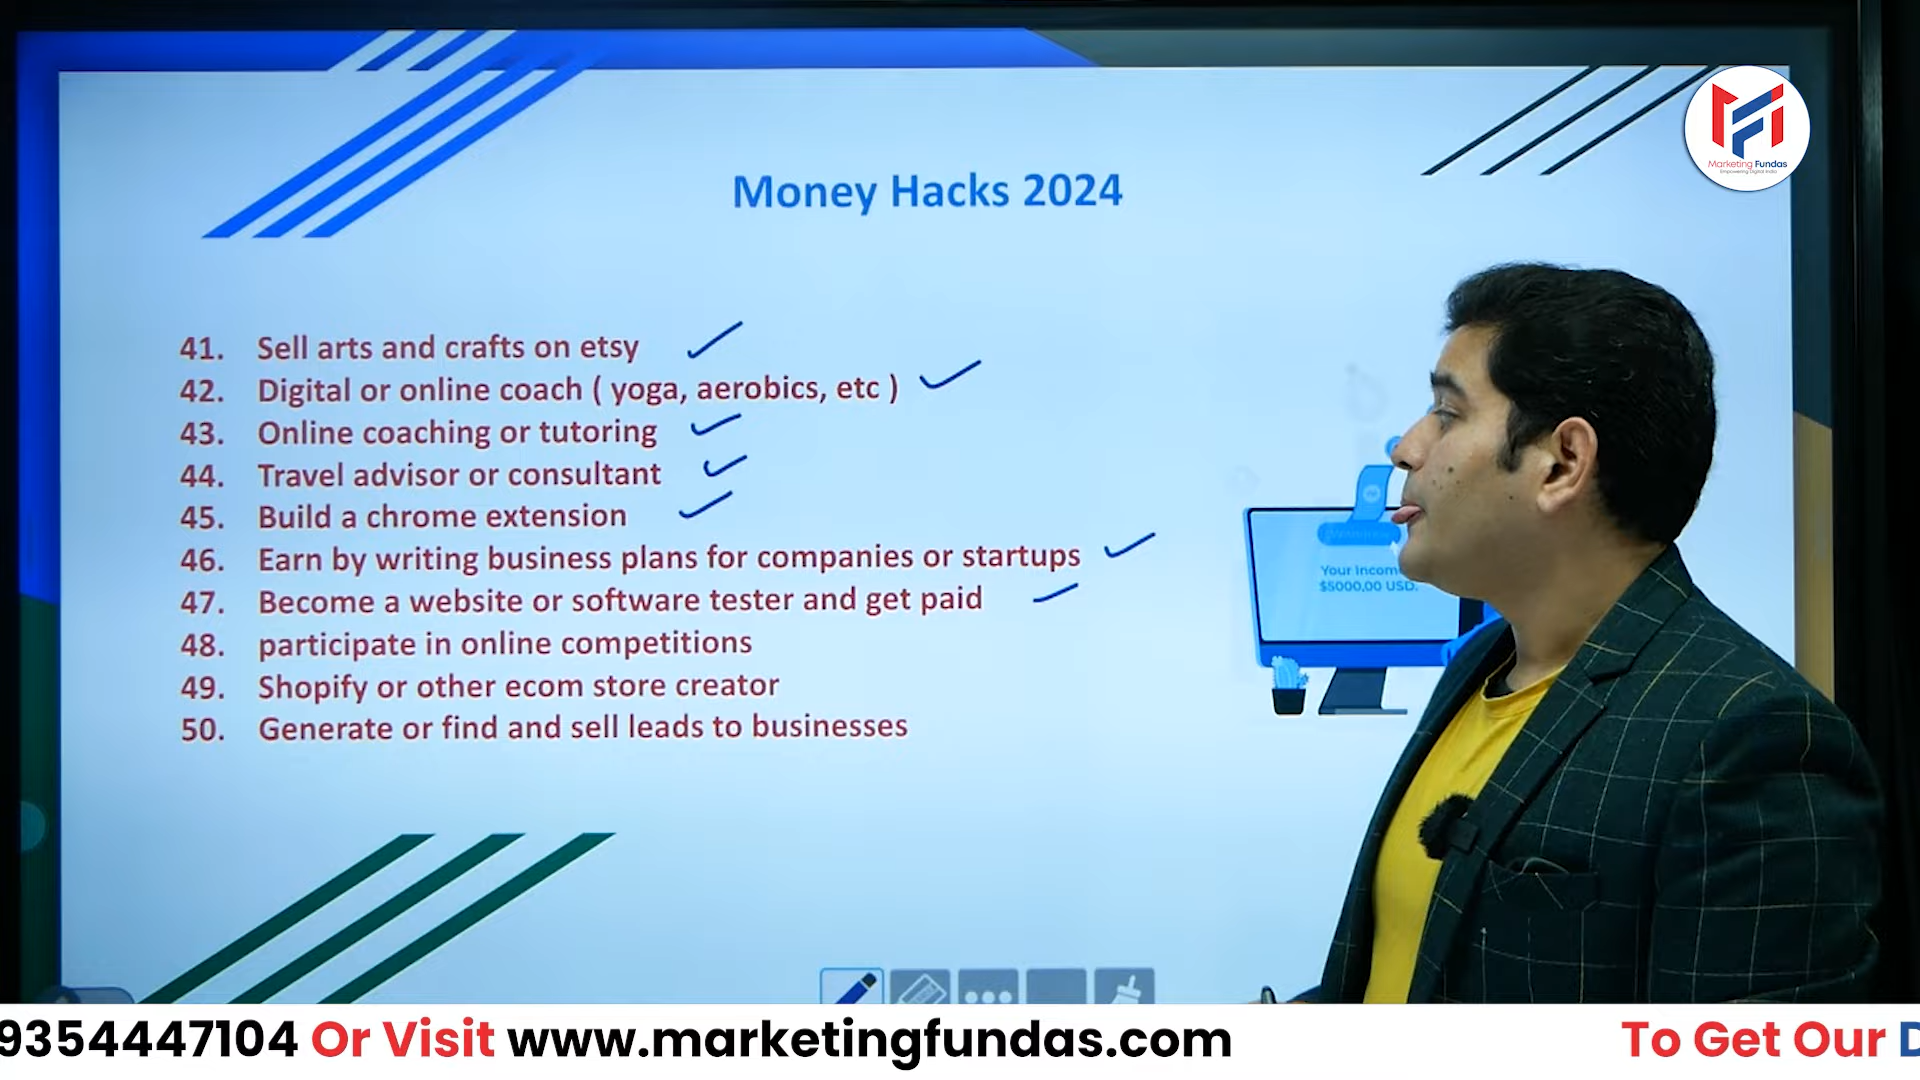 Marketing Fundas
Empowering Digital India
Money Hacks 2024
41. Sell arts and crafts on etsy
42. Digital or online coach ( yoga, aerobics, etc )
43. Online coaching or tutoring
44. Travel advisor or consultant
45. Build a chrome extension
46. Earn by writing business plans for companies or startups
47. Become a website or software tester and get paid
48. participate in online competitions
49. Shopify or other ecom store creator
50. Generate or find and sell leads to businesses
Your Incom
$5000,00 USD.
9354447104 Or Visit www.marketingfundas.com To Get Our D